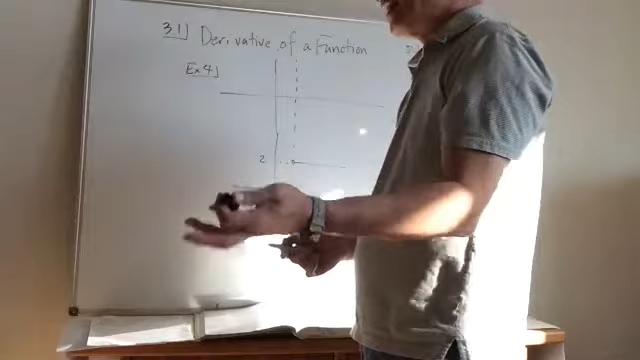 3.1] Derivative of a Function
Ex 4]
2